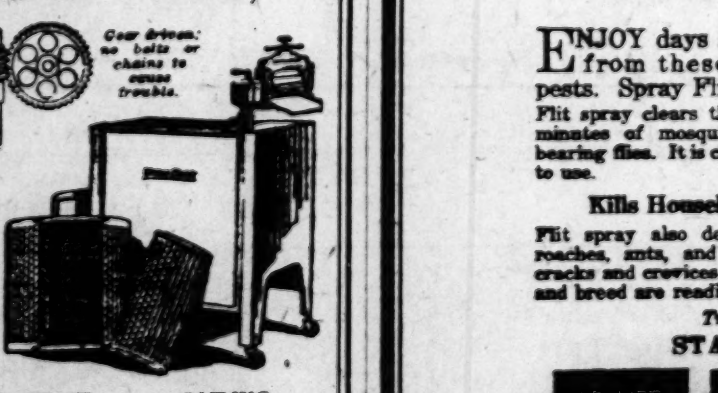 Gear driven:
no belts or
chains to
cause
trouble.
ENJOY days
from these
pests. Spray Fl
Flit spray clears t
minutes of mosqu
bearing flies. It is c
to use.
Kills Househ
Flit spray also de
roaches, ants, and
cracks and crevices
and breed are readi
STA